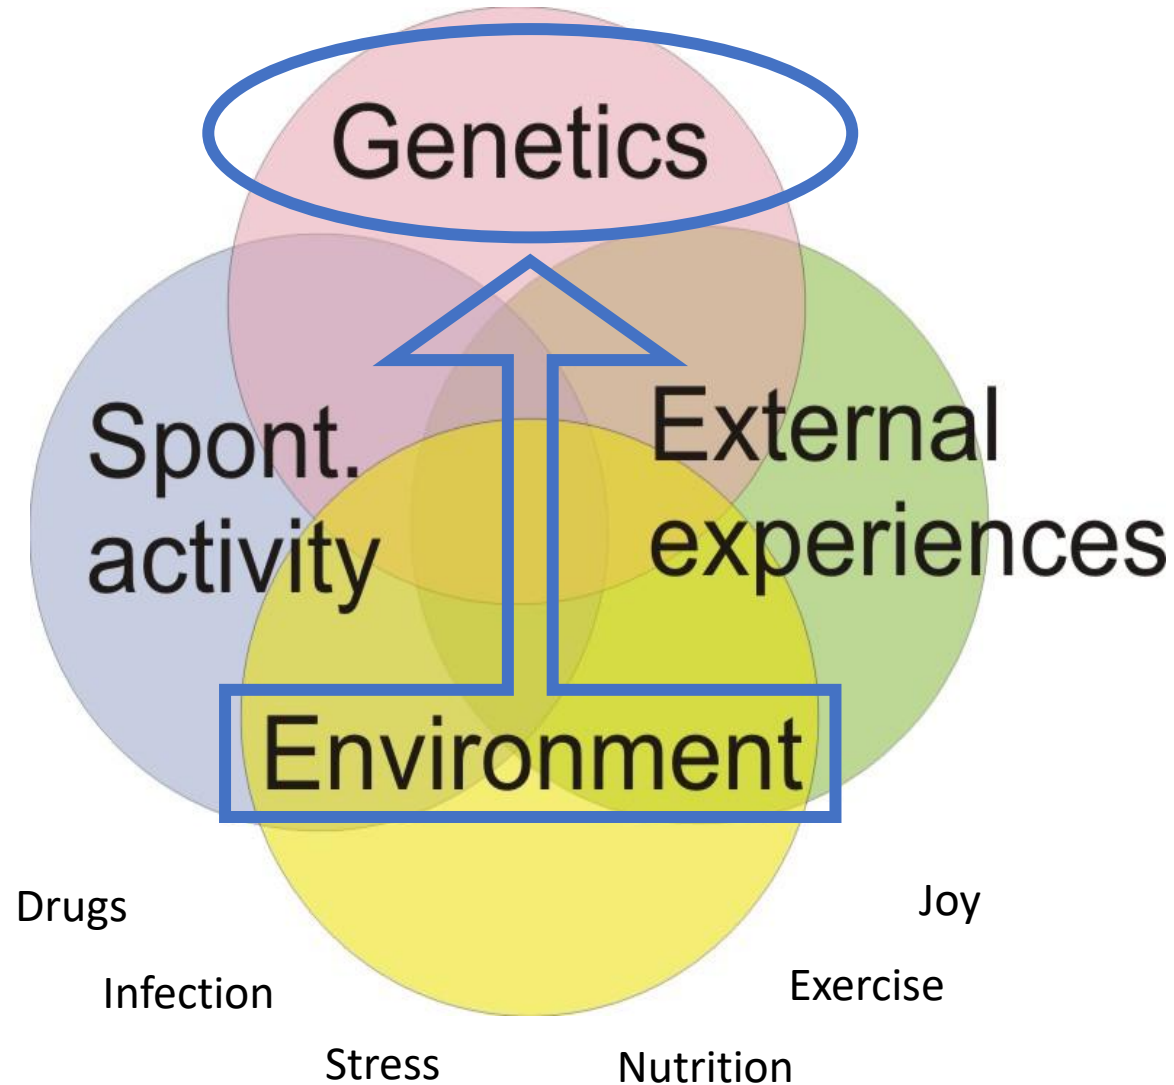 Genetics
Spont.
activity
External
experiences
Environment
Drugs
Joy
Infection
Exercise
Stress
Nutrition